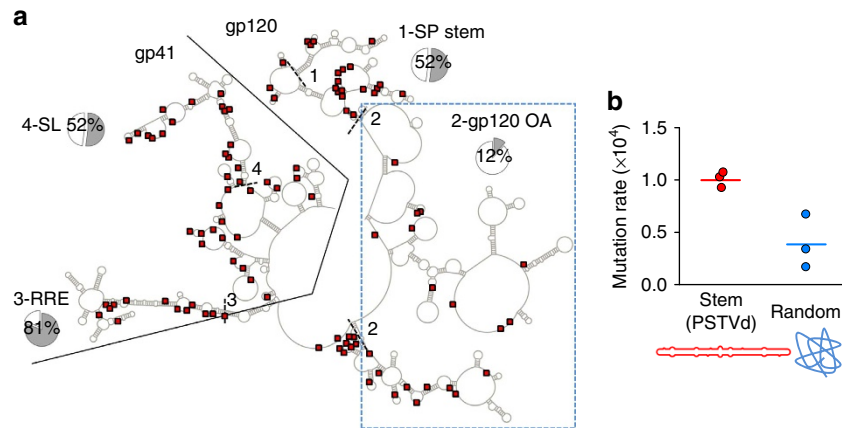 a
gp120
gp41
1-SP stem
52%
1
4-SL 52%
2
2-gp120 OA
12%
4
3-RRE
81%
3
2
b
Mutation rate (×10⁴)
1.5
1.0
0.5
0.0
Stem
(PSTVd)
Random